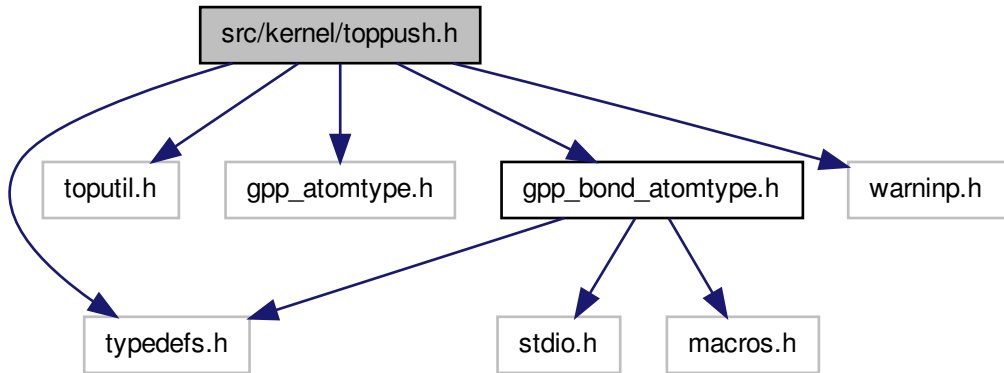 src/kernel/toppush.h
toputil.h
gpp_atomtype.h
gpp_bond_atomtype.h
warninp.h
typedefs.h
stdio.h
macros.h